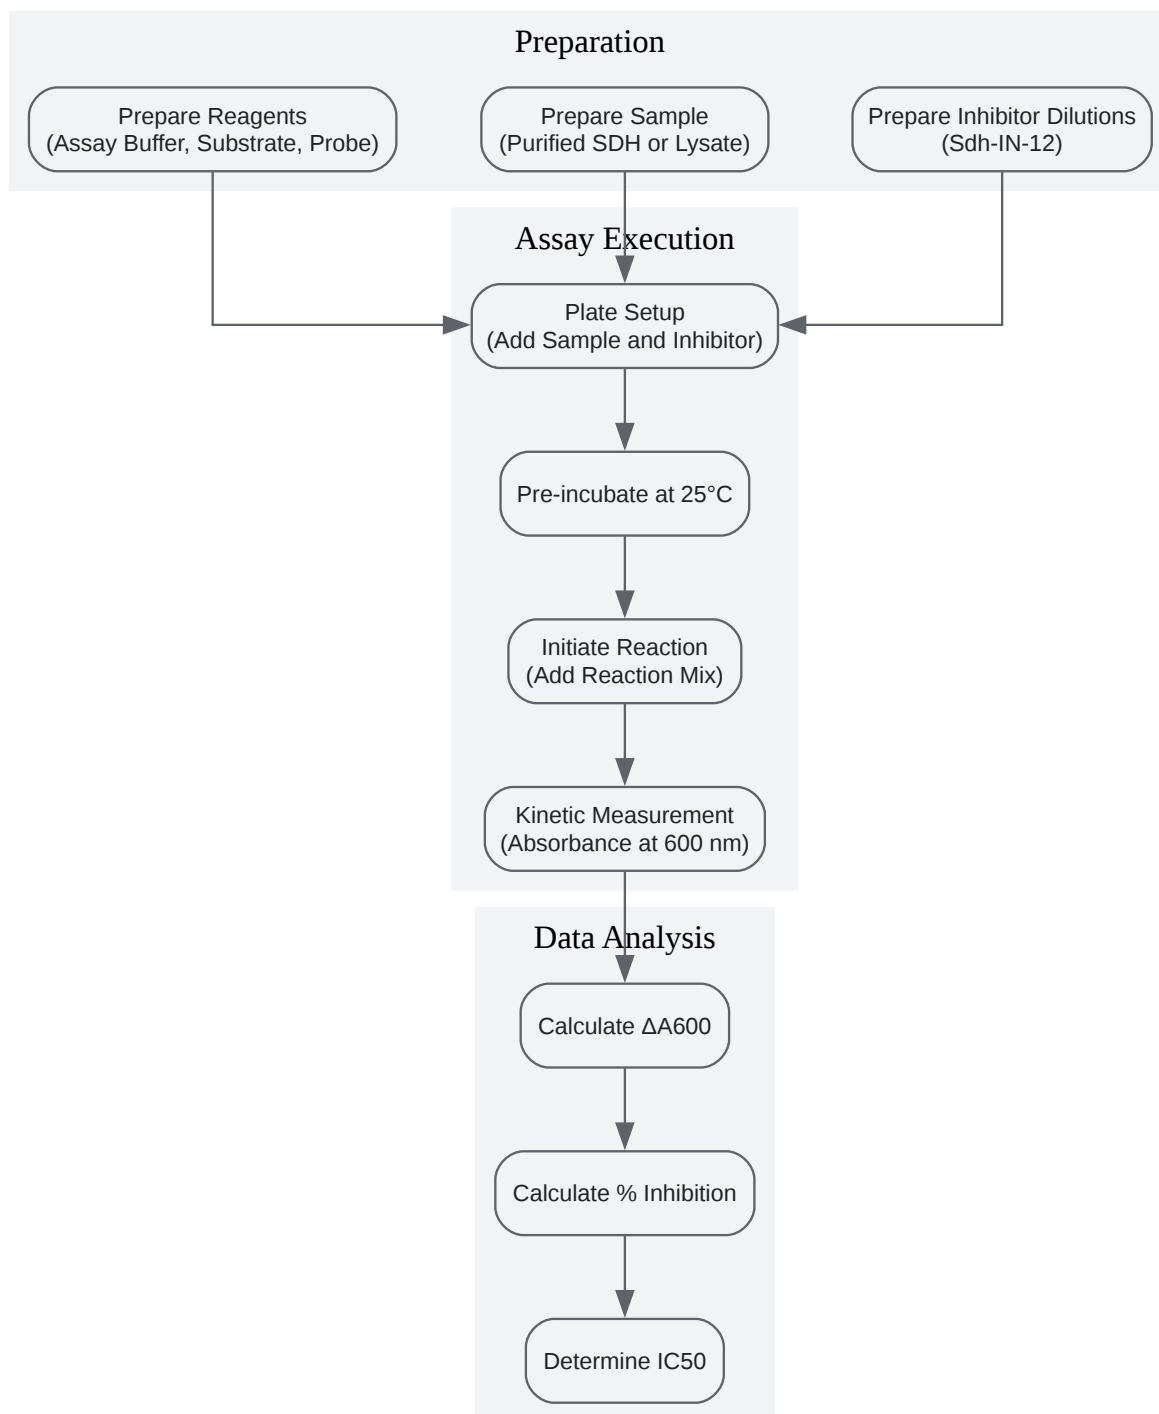 Preparation
Prepare Reagents
(Assay Buffer, Substrate, Probe)
Prepare Sample
(Purified SDH or Lysate)
Prepare Inhibitor Dilutions
(Sdh-IN-12)
Assay Execution
Plate Setup
(Add Sample and Inhibitor)
Pre-incubate at 25°C
Initiate Reaction
(Add Reaction Mix)
Kinetic Measurement
(Absorbance at 600 nm)
Data Analysis
Calculate ΔA600
Calculate % Inhibition
Determine IC50